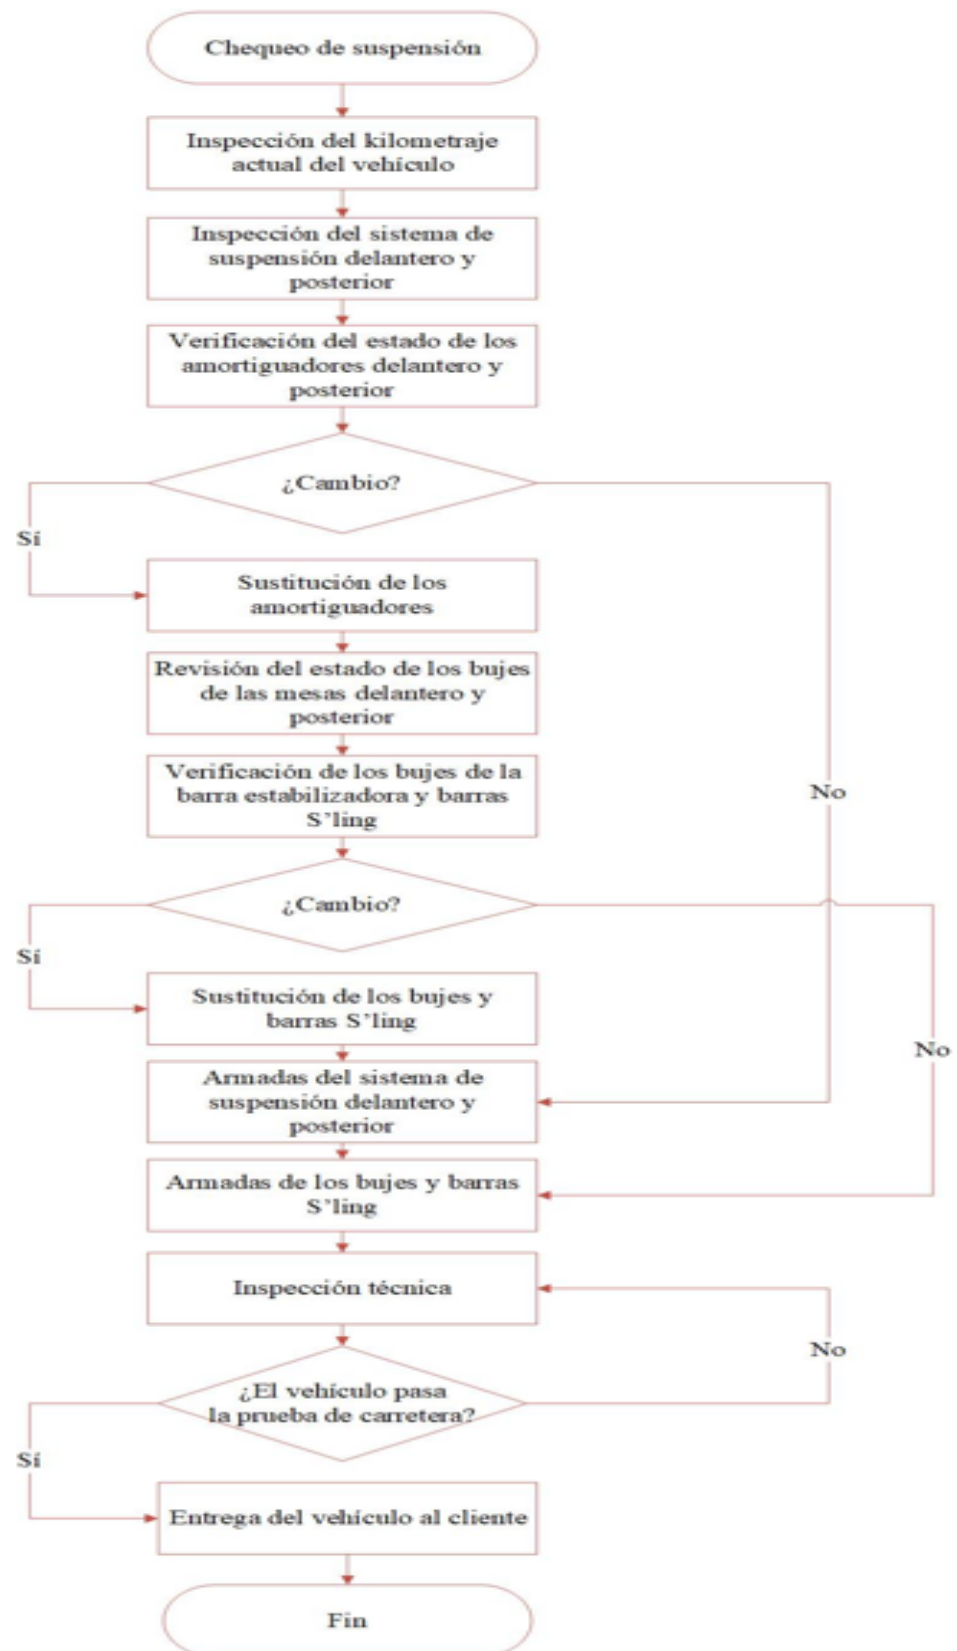 Chequeo de suspensión
Inspección del kilometraje
actual del vehículo
Inspección del sistema de
suspensión delantero y
posterior
Verificación del estado de los
amortiguadores delantero y
posterior
¿Cambio?
Sí
Sustitución de los
amortiguadores
Revisión del estado de los bujes
de las mesas delantero y
posterior
Verificación de los bujes de la
barra estabilizadora y barras
S'ling
No
¿Cambio?
Sí
Sustitución de los bujes y
barras S'ling
No
Armadas del sistema de
suspensión delantero y
posterior
Armadas de los bujes y barras
S'ling
Inspección técnica
No
¿El vehículo pasa
la prueba de carretera?
Sí
Entrega del vehículo al cliente
Fin